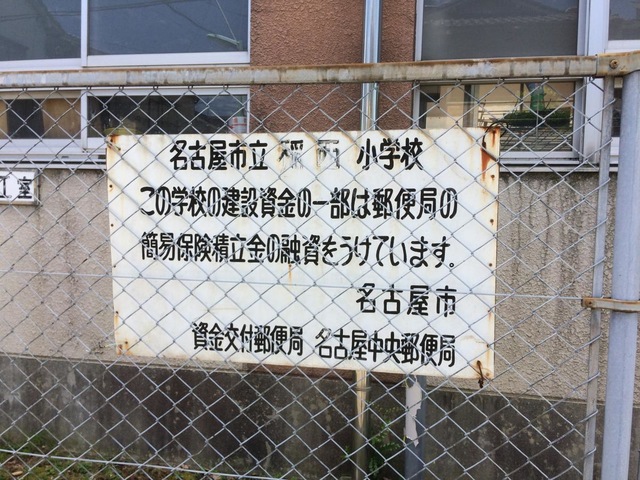 名古屋市立 稲西 小学校
この学校の建設資金の一部は郵便局の
簡易保険積立金の融資をうけています。
名古屋市
資金交付郵便局 名古屋中央郵便局
室